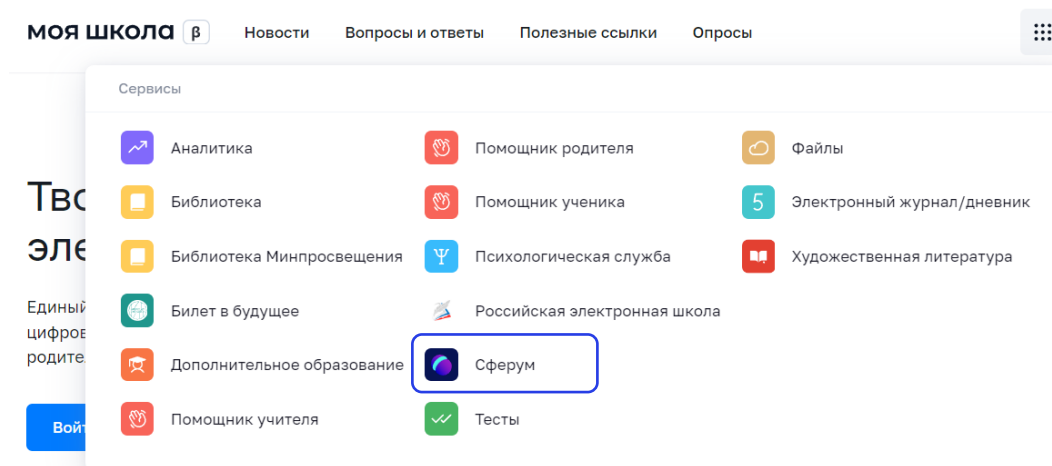 моя школа β Новости Вопросы и ответы Полезные ссылки Опросы
Сервисы
Аналитика Помощник родителя Файлы
Библиотека Помощник ученика 5 Электронный журнал/дневник
Библиотека Минпросвещения Ψ Психологическая служба Художественная литература
Единый Билет в будущее Российская электронная школа
Дополнительное образование Сферум
Помощник учителя Тесты